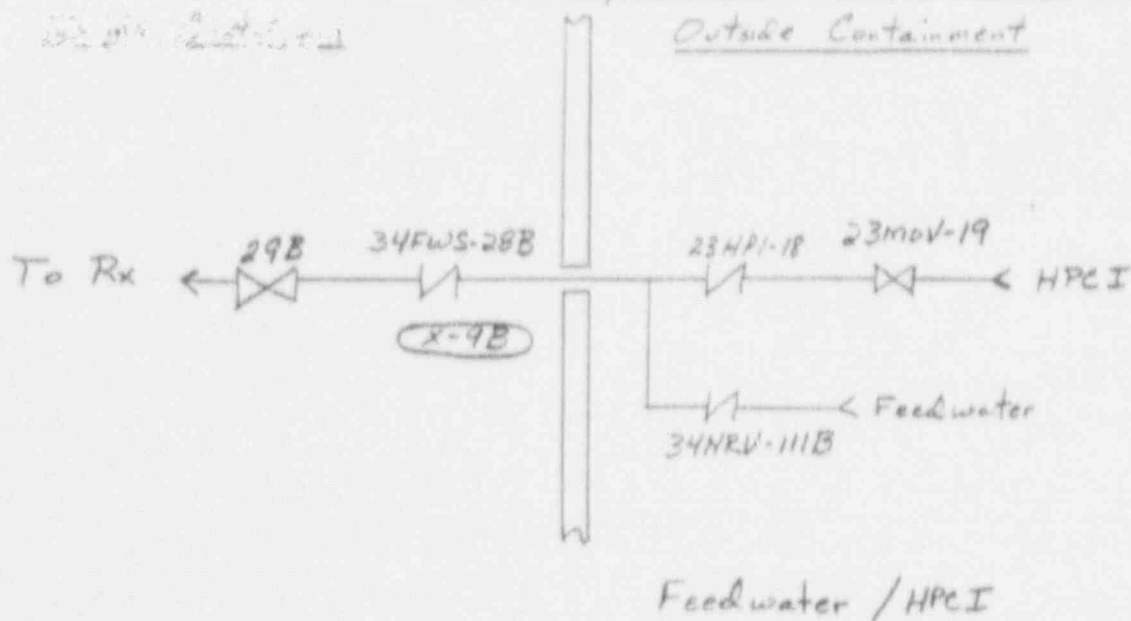 Outside Containment
29B
34FWS-28B
23HPI-18
23MOV-19
To Rx
HPCI
X-9B
Feedwater
34NRV-111B
Feedwater / HPCI